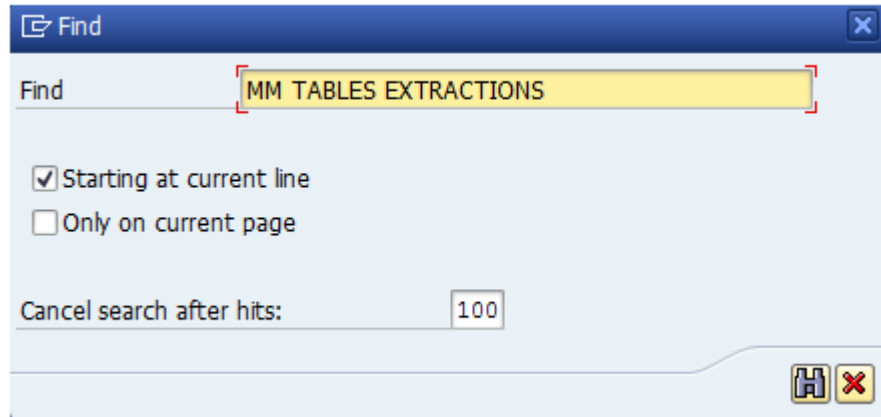 Find
Find MM TABLES EXTRACTIONS
Starting at current line
Only on current page
Cancel search after hits: 100